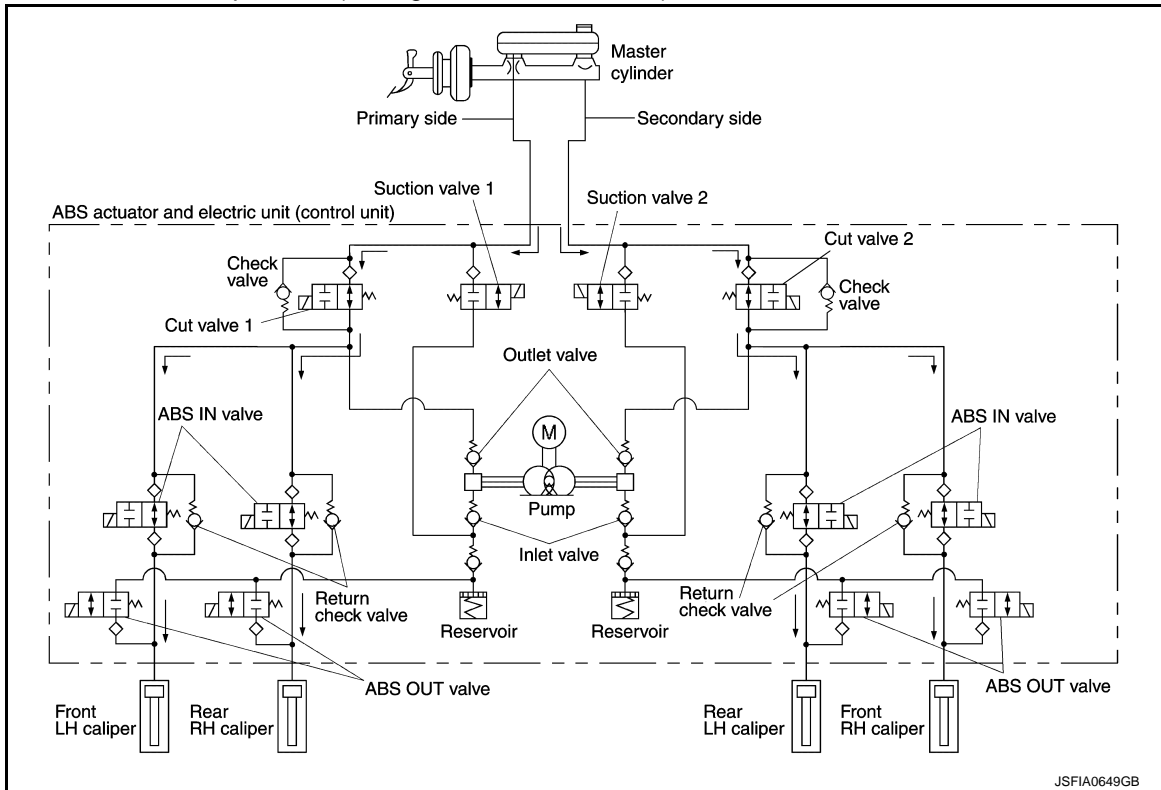 Master
cylinder
Primary side
Secondary side
Suction valve 1
Suction valve 2
ABS actuator and electric unit (control unit)
Cut valve 2
Check
valve
Check
valve
Cut valve 1
Outlet valve
ABS IN valve
ABS IN valve
M
Pump
Inlet valve
Return
check valve
Return
check valve
Reservoir
Reservoir
ABS OUT valve
ABS OUT valve
Front
LH caliper
Rear
RH caliper
Rear
LH caliper
Front
RH caliper
JSFIA0649GB